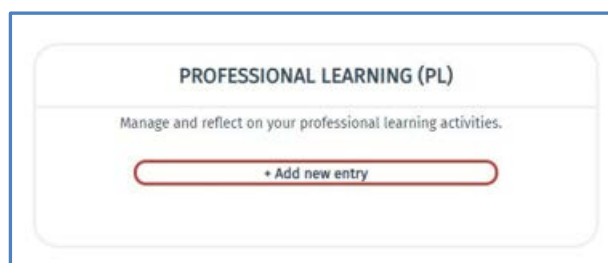 PROFESSIONAL LEARNING (PL)
Manage and reflect on your professional learning activities.
+ Add new entry